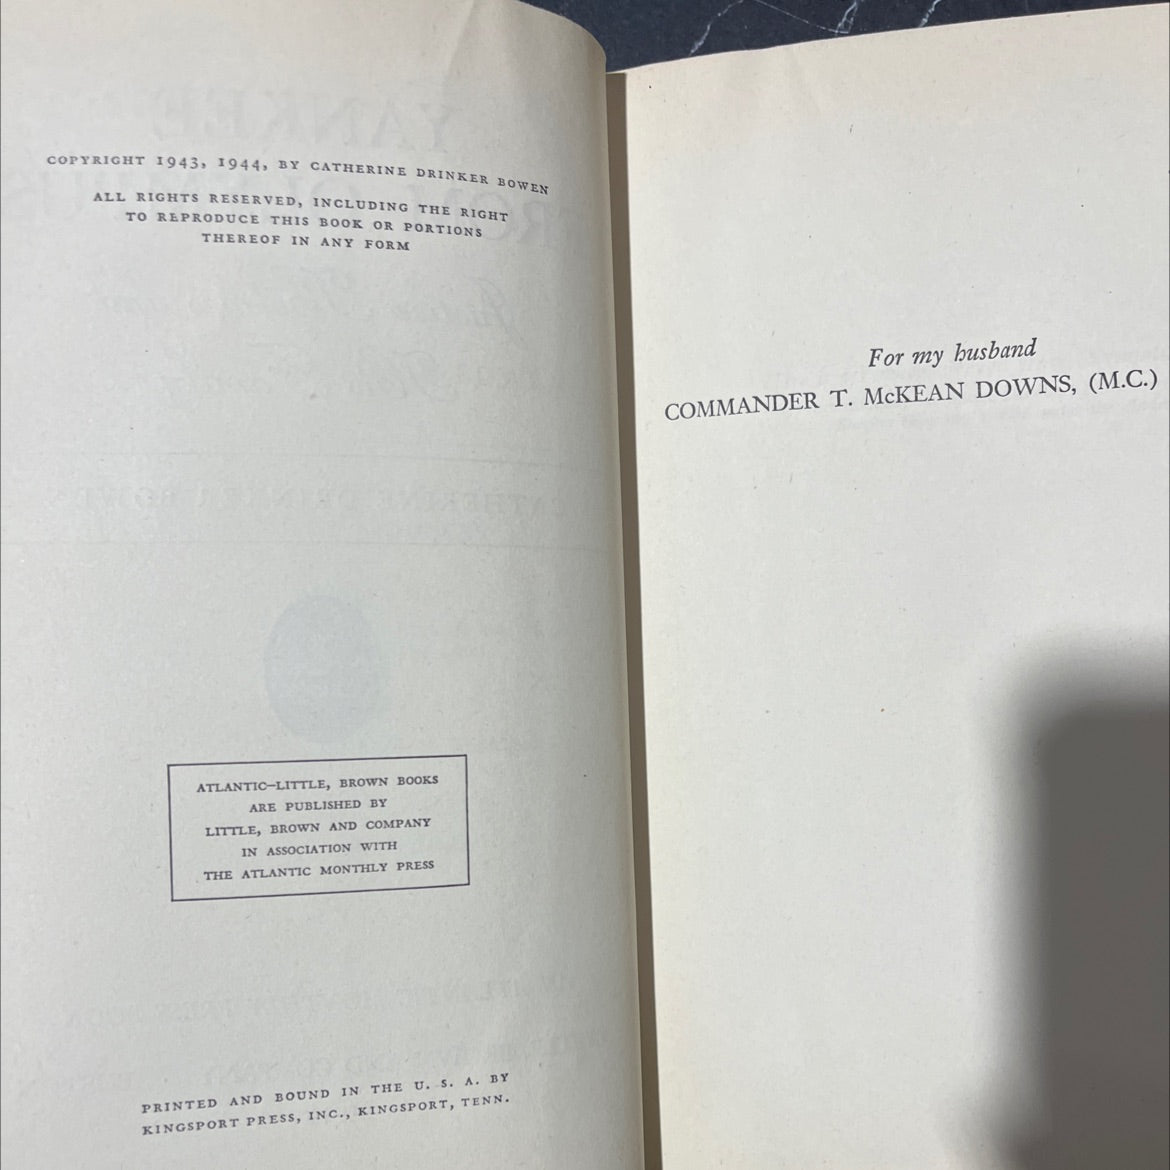 COPYRIGHT 1943, 1944, BY CATHERINE DRINKER BOWEN
ALL RIGHTS RESERVED, INCLUDING THE RIGHT
TO REPRODUCE THIS BOOK OR PORTIONS
THEREOF IN ANY FORM
ATLANTIC–LITTLE, BROWN BOOKS
ARE PUBLISHED BY
LITTLE, BROWN AND COMPANY
IN ASSOCIATION WITH
THE ATLANTIC MONTHLY PRESS
PRINTED AND BOUND IN THE U. S. A. BY
KINGSPORT PRESS, INC., KINGSPORT, TENN.
For my husband
COMMANDER T. McKEAN DOWNS, (M.C.)